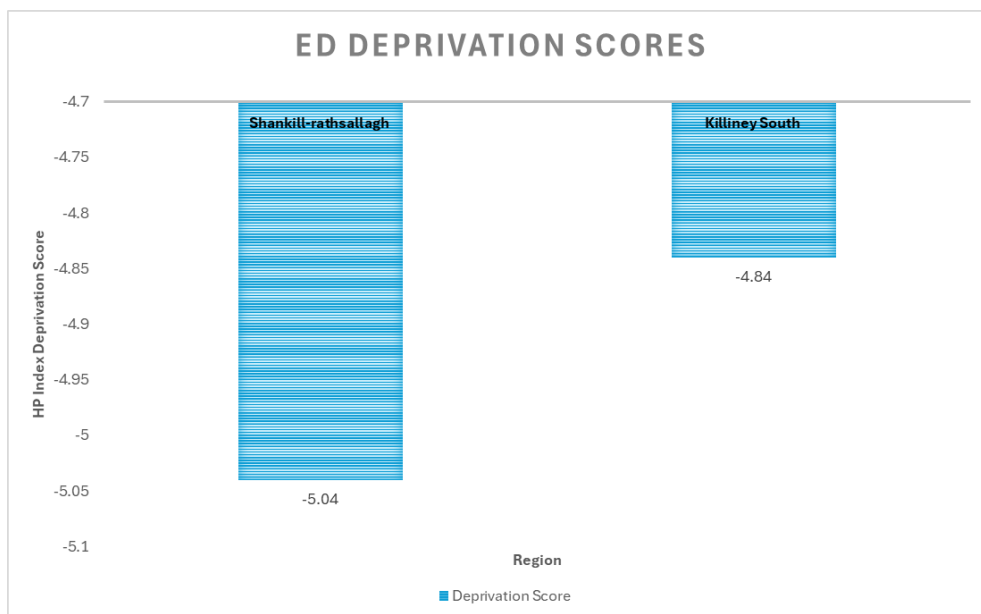 ED DEPRIVATION SCORES
HP Index Deprivation Score
-4.7
-4.75
-4.8
-4.85
-4.9
-4.95
-5
-5.05
-5.1
Shankill-rathsallagh
Killiney South
-4.84
-5.04
Region
Deprivation Score